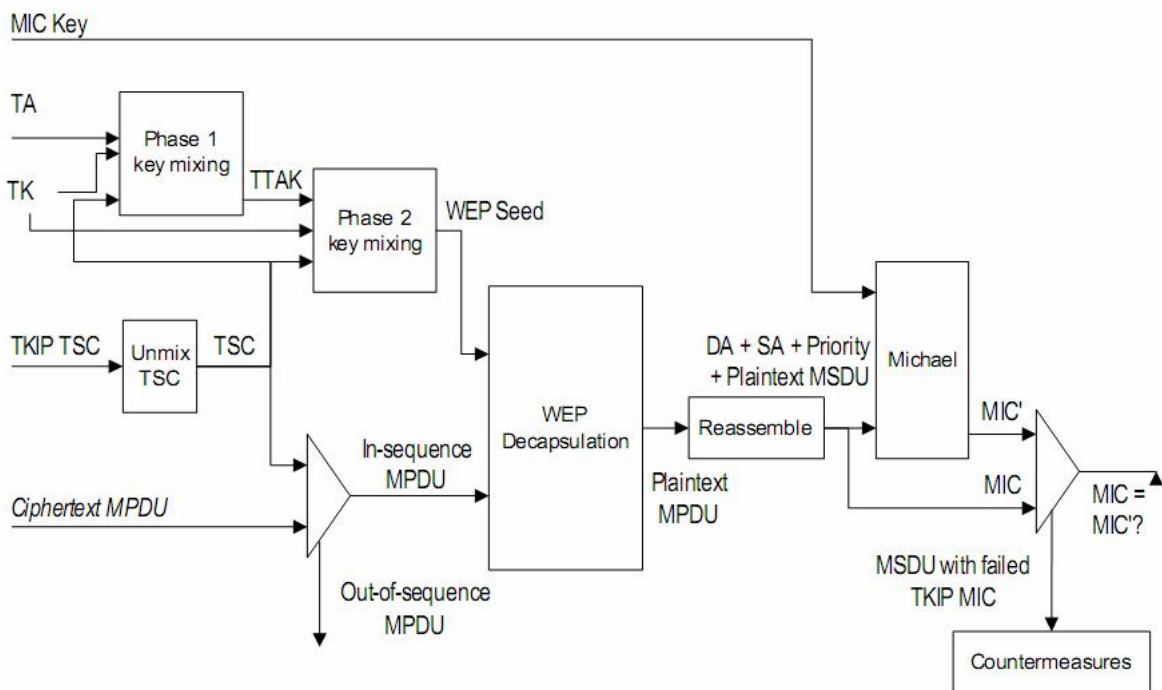 MIC Key
TA
Phase 1
key mixing
TK
TTAK
Phase 2
key mixing
WEP Seed
TKIP TSC
Unmix
TSC
TSC
DA + SA + Priority
+ Plaintext MSDU
Michael
WEP
Decapsulation
Reassemble
MIC'
In-sequence
MPDU
Ciphertext MPDU
Plaintext
MPDU
MIC
MIC =
MIC'?
Out-of-sequence
MPDU
MSDU with failed
TKIP MIC
Countermeasures